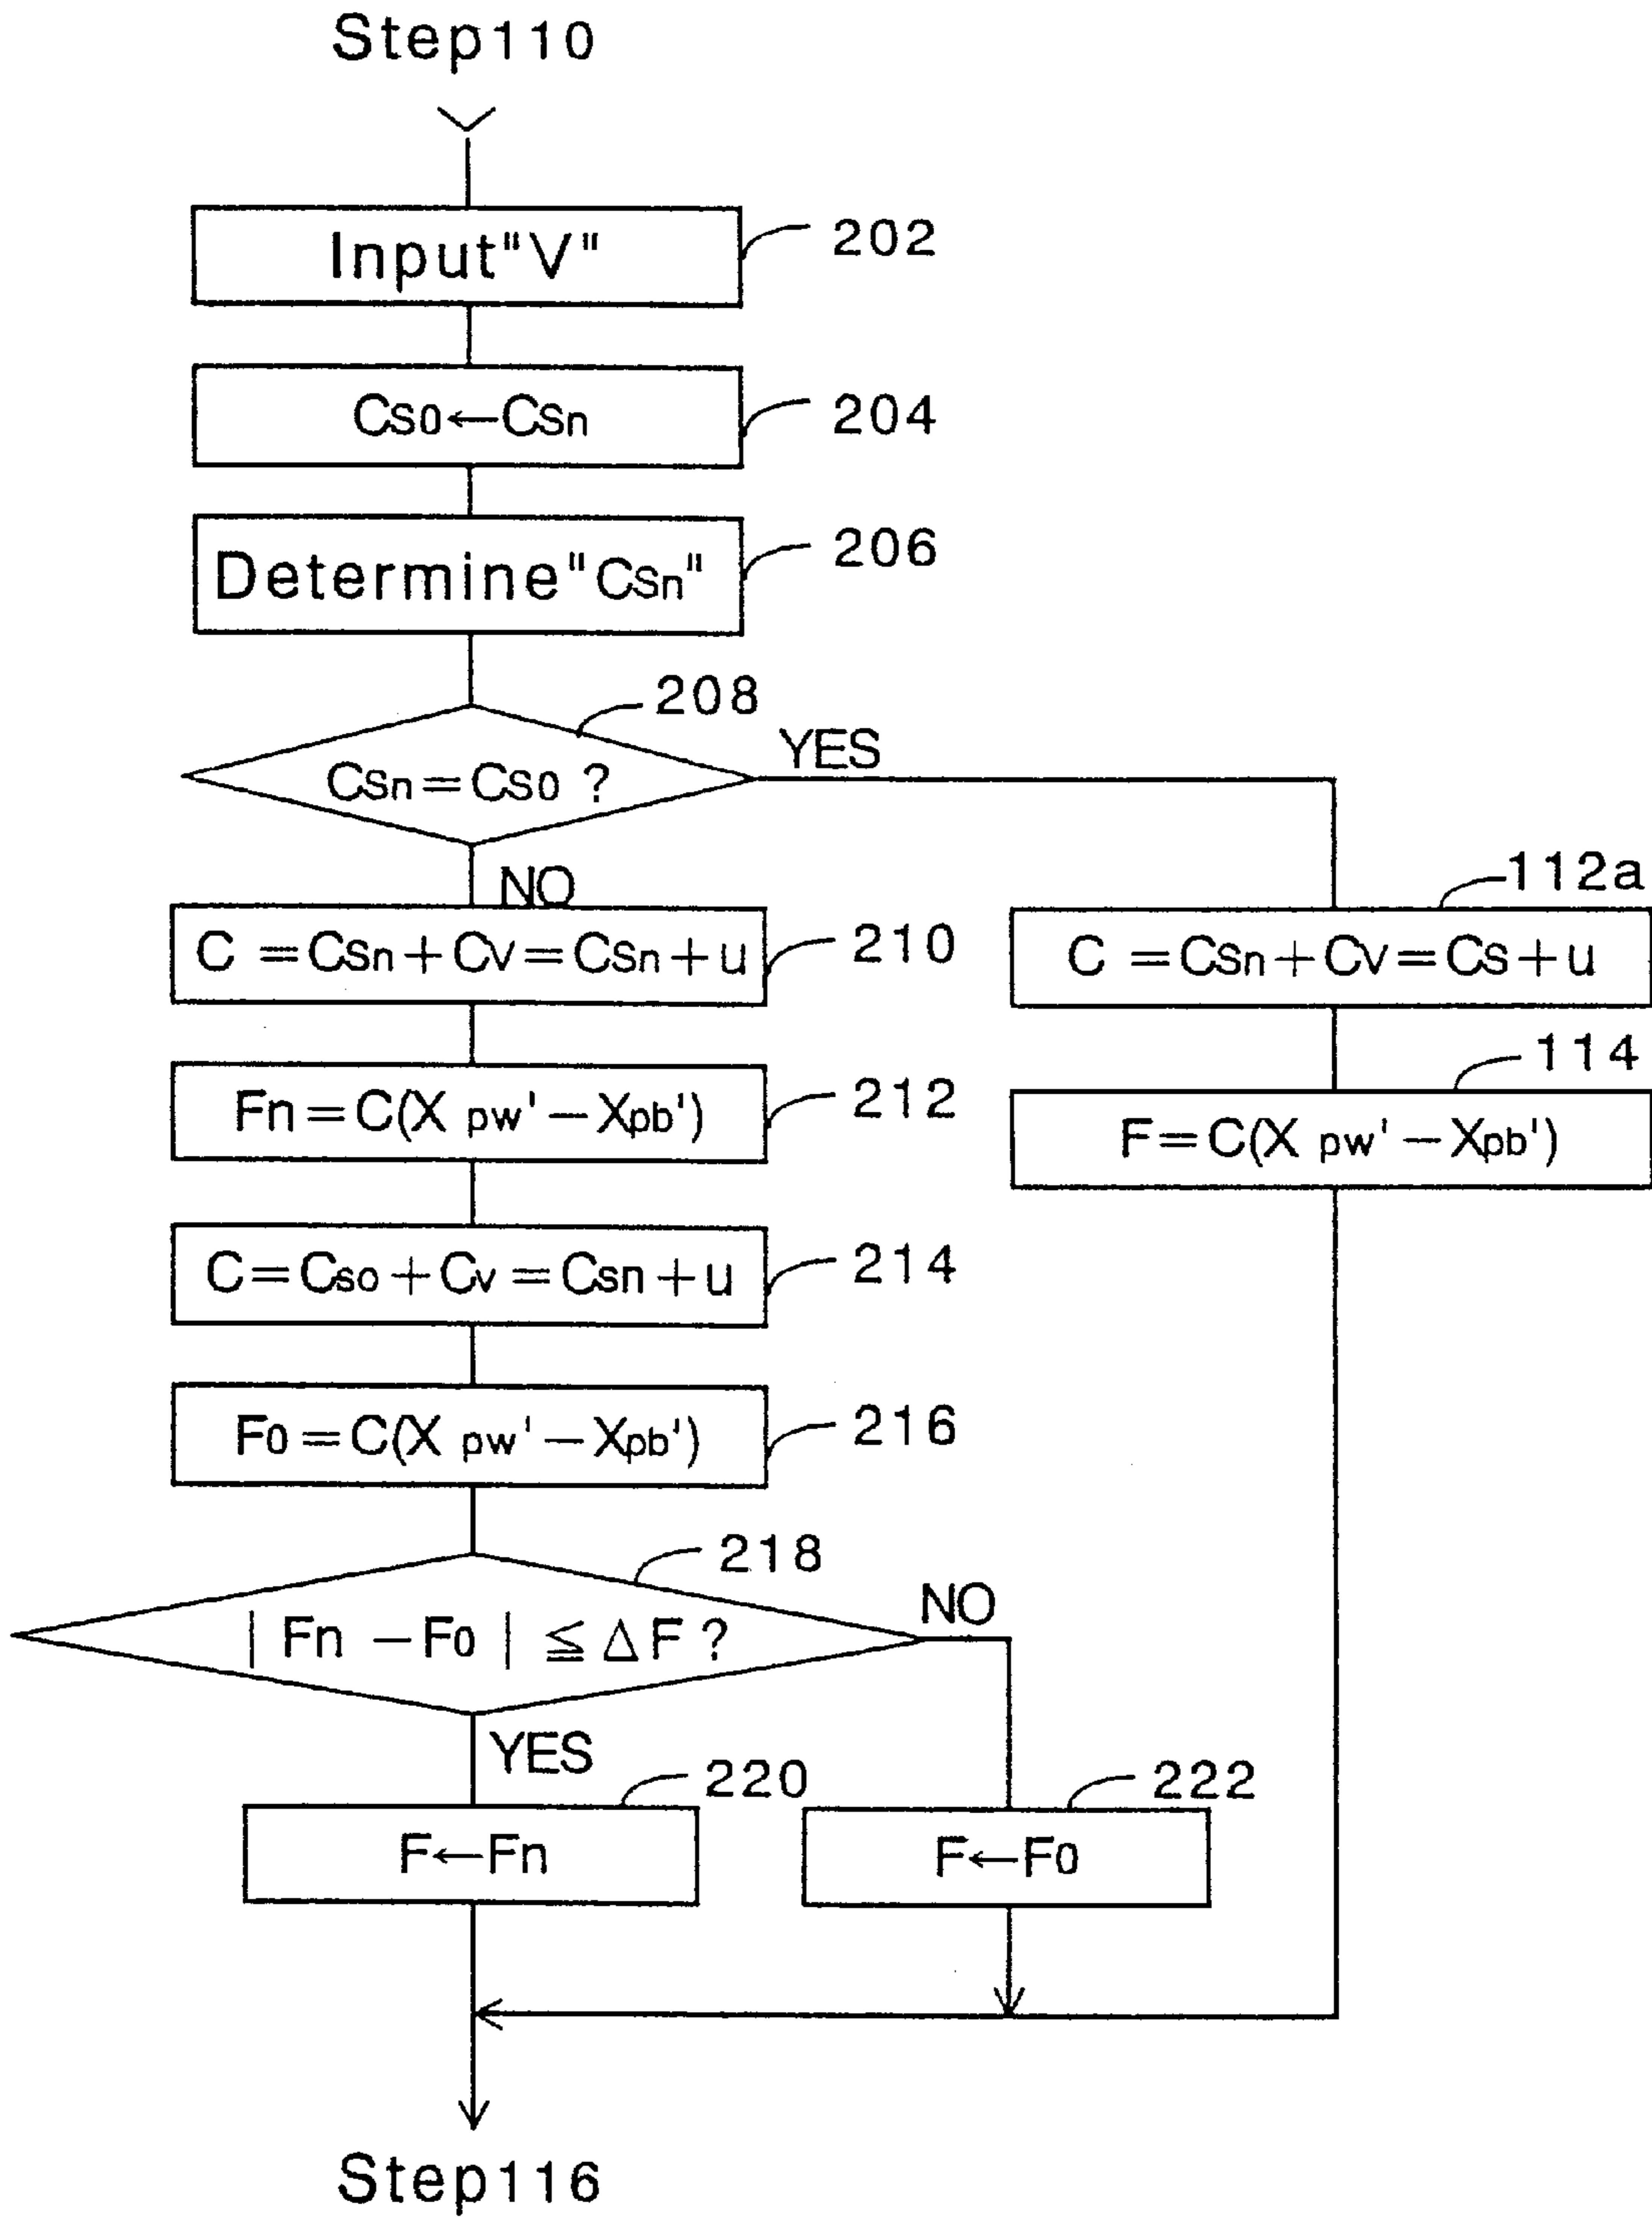 Step110
Input"V"
202
Cs0←Csn
204
Determine"Csn"
206
208
Csn=Cs0 ?
YES
NO
C =Csn+Cv=Csn+u
210
112a
C =Csn+Cv=Cs+u
Fn=C(X pw'-Xpb')
212
114
F=C(X pw'-Xpb')
C=Cso+Cv=Csn+u
214
F0=C(X pw'-Xpb')
216
218
| Fn -F0 | ≦ Δ F ?
NO
YES
220
F←Fn
222
F←F0
Step116